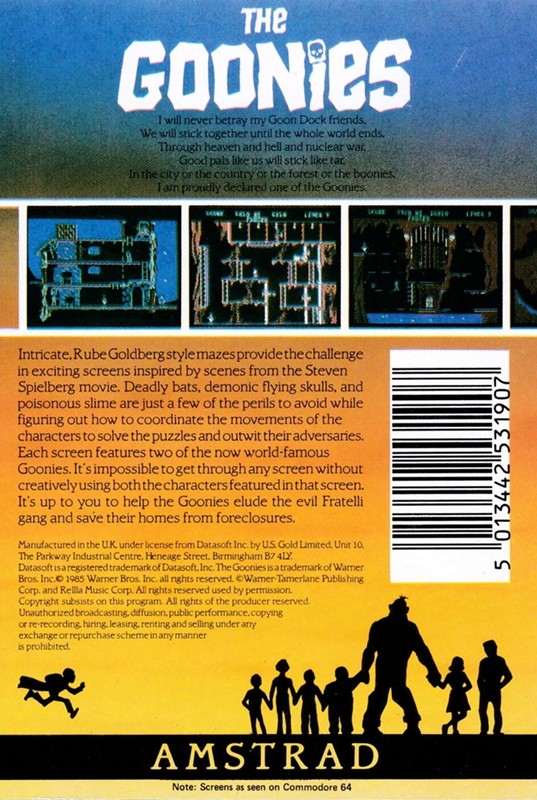 THE
GOONIES
I will never betray my Goon Dock friends,
We will stick together until the whole world ends,
Through heaven and hell and nuclear war,
Good pals like us will stick like tar,
In the city or the country or the forest or the boonies,
I am proudly declared one of the Goonies.
Intricate, Rube Goldberg style mazes provide the challenge
in exciting screens inspired by scenes from the Steven
Spielberg movie. Deadly bats, demonic flying skulls, and
poisonous slime are just a few of the perils to avoid while
figuring out how to coordinate the movements of the
characters to solve the puzzles and outwit their adversaries.
Each screen features two of the now world-famous
Goonies. It's impossible to get through any screen without
creatively using both the characters featured in that screen.
It's up to you to help the Goonies elude the evil Fratelli
gang and save their homes from foreclosures.
5 013442 531907
Manufactured in the U.K. under license from Datasoft Inc. by U.S. Gold Limited, Unit 10,
The Parkway Industrial Centre, Heneage Street, Birmingham B7 4LY.
Datasoft is a registered trademark of Datasoft, Inc. The Goonies is a trademark of Warner
Bros. Inc. © 1985 Warner Bros. Inc. all rights reserved. © Warner-Tamerlane Publishing
Corp. and Rellla Music Corp. All rights reserved used by permission.
Copyright subsists on this program. All rights of the producer reserved.
Unauthorized broadcasting, diffusion, public performance, copying
or re-recording, hiring, leasing, renting and selling under any
exchange or repurchase scheme in any manner
is prohibited.
AMSTRAD
Note: Screens as seen on Commodore 64